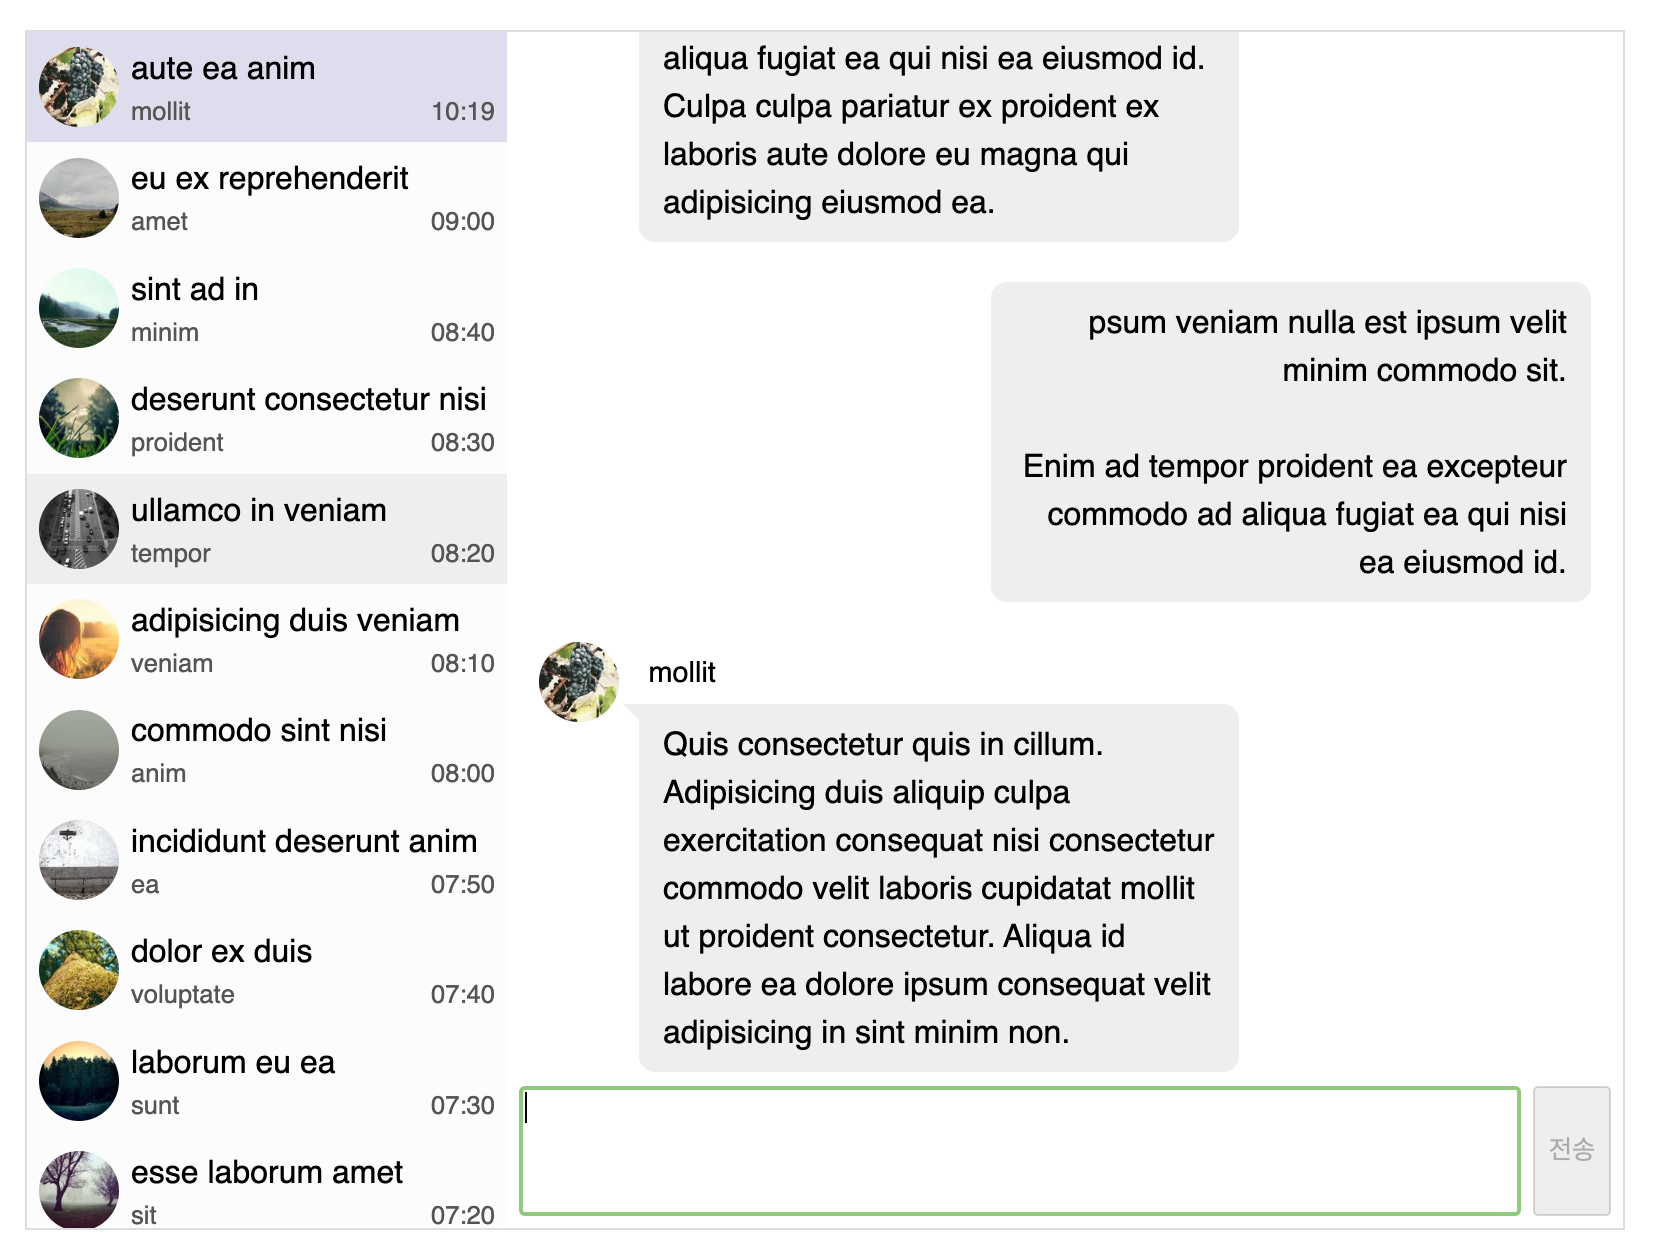 aute ea anim
mollit 10:19
eu ex reprehenderit
amet 09:00
sint ad in
minim 08:40
deserunt consectetur nisi
proident 08:30
ullamco in veniam
tempor 08:20
adipisicing duis veniam
veniam 08:10
commodo sint nisi
anim 08:00
incididunt deserunt anim
ea 07:50
dolor ex duis
voluptate 07:40
laborum eu ea
sunt 07:30
esse laborum amet
sit 07:20
aliqua fugiat ea qui nisi ea eiusmod id.
Culpa culpa pariatur ex proident ex
laboris aute dolore eu magna qui
adipisicing eiusmod ea.
psum veniam nulla est ipsum velit
minim commodo sit.
Enim ad tempor proident ea excepteur
commodo ad aliqua fugiat ea qui nisi
ea eiusmod id.
mollit
Quis consectetur quis in cillum.
Adipisicing duis aliquip culpa
exercitation consequat nisi consectetur
commodo velit laboris cupidatat mollit
ut proident consectetur. Aliqua id
labore ea dolore ipsum consequat velit
adipisicing in sint minim non.
전송